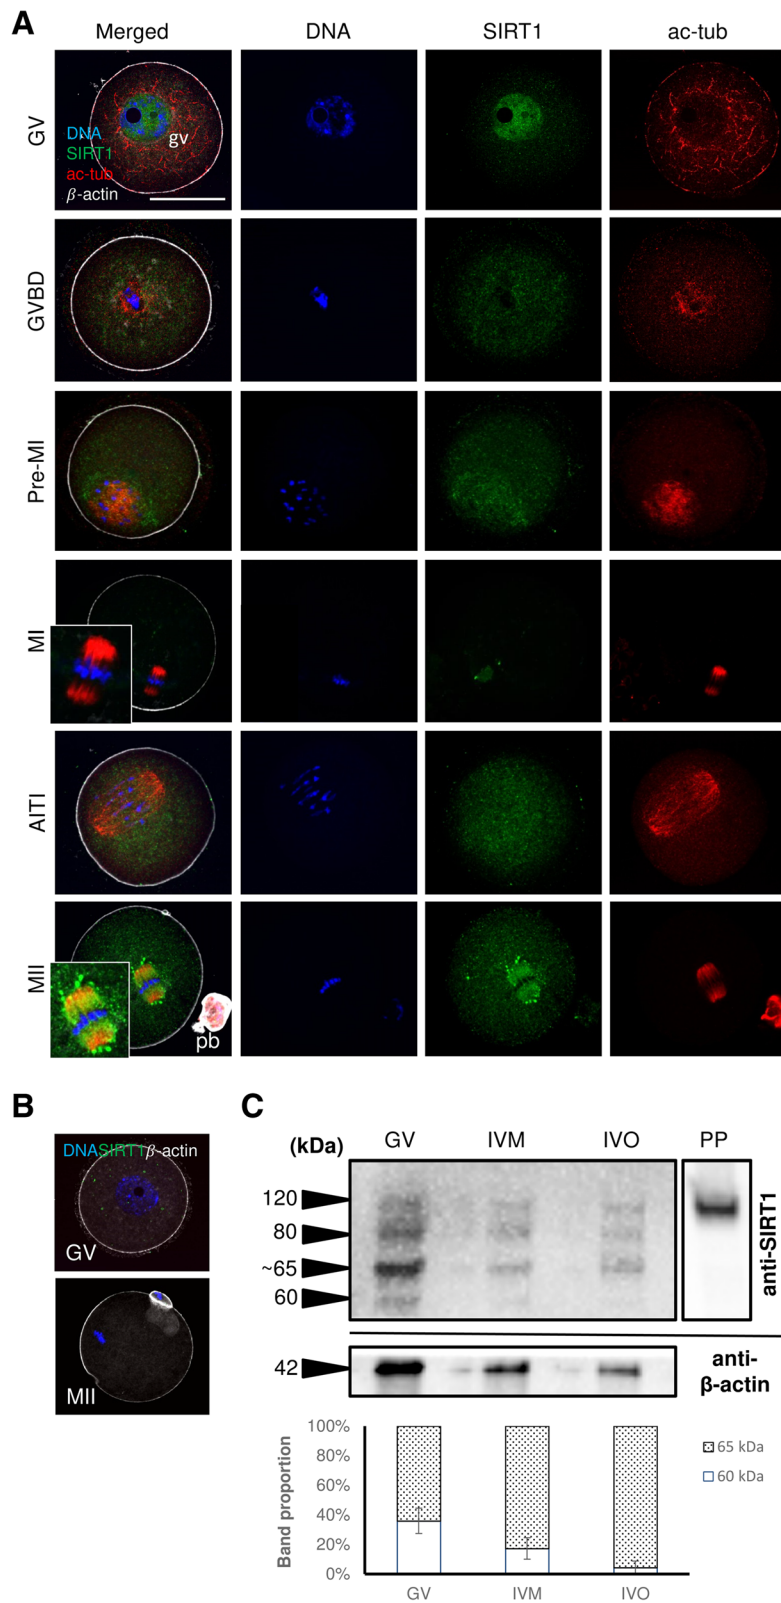 A
Merged DNA SIRT1 ac-tub
GV
gv
DNA
SIRT1
ac-tub
β-actin
GVBD
Pre-MI
MI
AITI
MII
pb
B
DNASIRT1β-actin
GV
MII
C
(kDa) GV IVM IVO PP
120
80
~65
60
anti-SIRT1
42
anti-
β-actin
100%
80%
60%
40%
20%
0%
Band proportion
65 kDa
60 kDa
GV IVM IVO